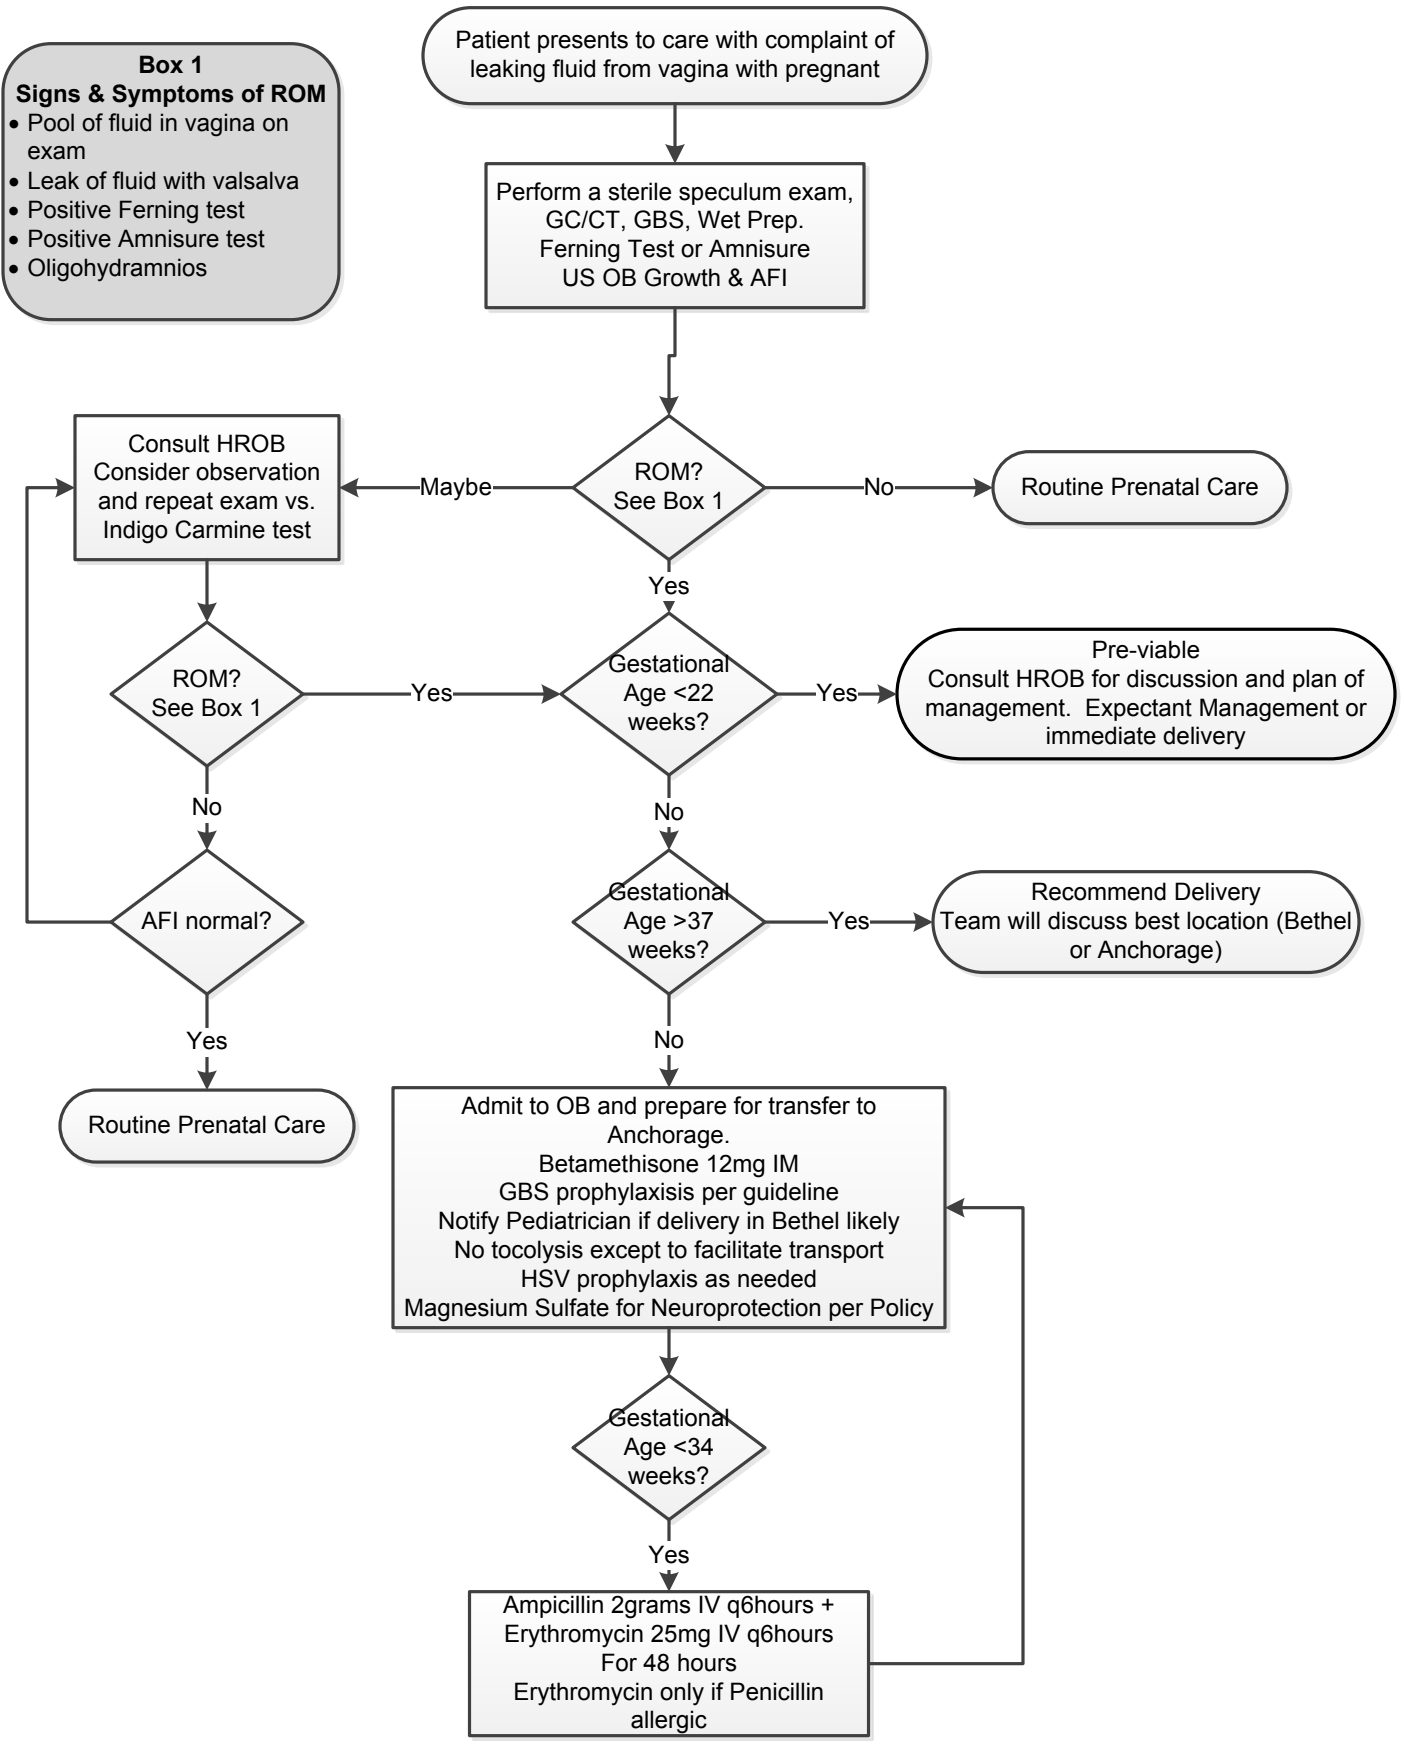 Patient presents to care with complaint of
leaking fluid from vagina with pregnant
Box 1
Signs & Symptoms of ROM
• Pool of fluid in vagina on
exam
• Leak of fluid with valsalva
• Positive Ferning test
• Positive Amnisure test
• Oligohydramnios
Perform a sterile speculum exam,
GC/CT, GBS, Wet Prep.
Ferning Test or Amnisure
US OB Growth & AFI
Consult HROB
Consider observation
and repeat exam vs.
Indigo Carmine test
Maybe
ROM?
See Box 1
No
Routine Prenatal Care
Yes
ROM?
See Box 1
Yes
Gestational
Age <22
weeks?
Yes
Pre-viable
Consult HROB for discussion and plan of
management. Expectant Management or
immediate delivery
No
No
AFI normal?
Gestational
Age >37
weeks?
Yes
Recommend Delivery
Team will discuss best location (Bethel
or Anchorage)
Yes
No
Routine Prenatal Care
Admit to OB and prepare for transfer to
Anchorage.
Betamethisone 12mg IM
GBS prophylaxisis per guideline
Notify Pediatrician if delivery in Bethel likely
No tocolysis except to facilitate transport
HSV prophylaxis as needed
Magnesium Sulfate for Neuroprotection per Policy
Gestational
Age <34
weeks?
Yes
Ampicillin 2grams IV q6hours +
Erythromycin 25mg IV q6hours
For 48 hours
Erythromycin only if Penicillin
allergic